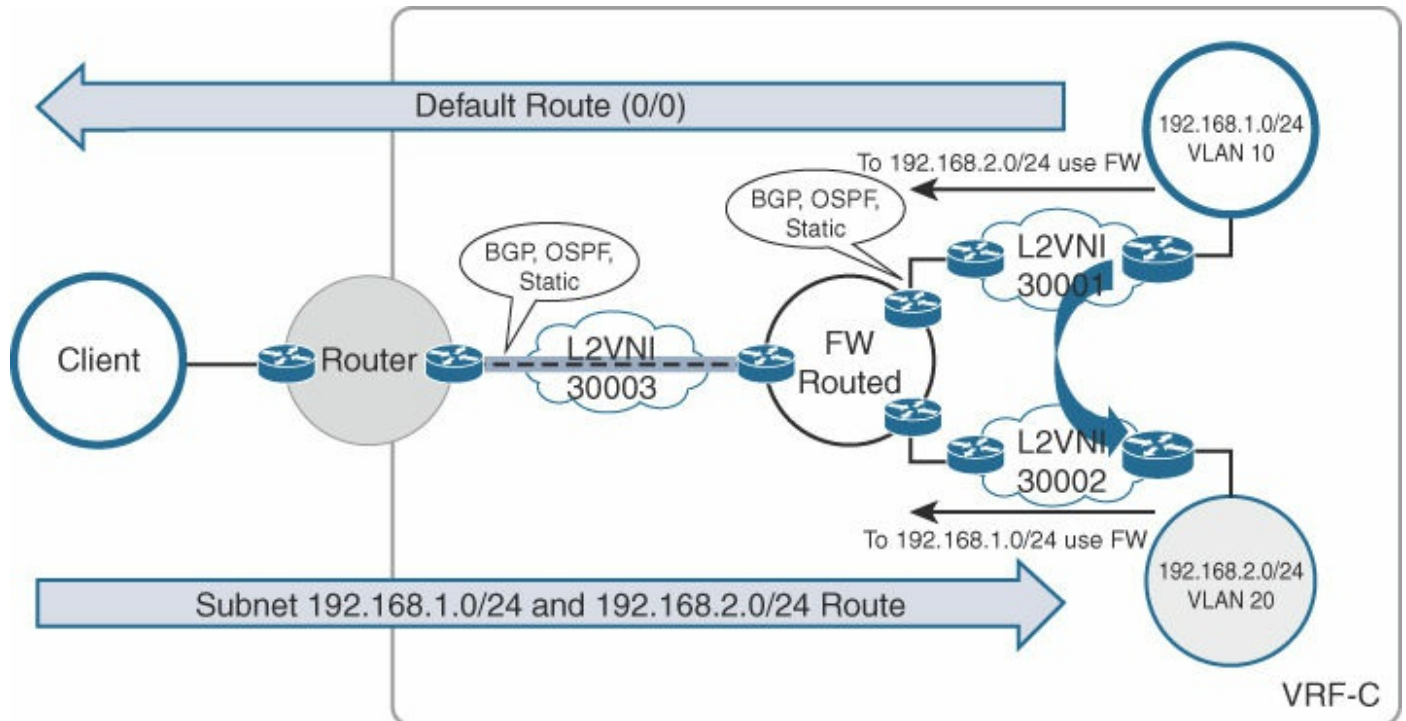 Default Route (0/0)
192.168.1.0/24
VLAN 10
To 192.168.2.0/24 use FW
BGP, OSPF,
Static
BGP, OSPF,
Static
L2VNI
30001
Client
Router
L2VNI
30003
FW
Routed
L2VNI
30002
To 192.168.1.0/24 use FW
192.168.2.0/24
VLAN 20
Subnet 192.168.1.0/24 and 192.168.2.0/24 Route
VRF-C